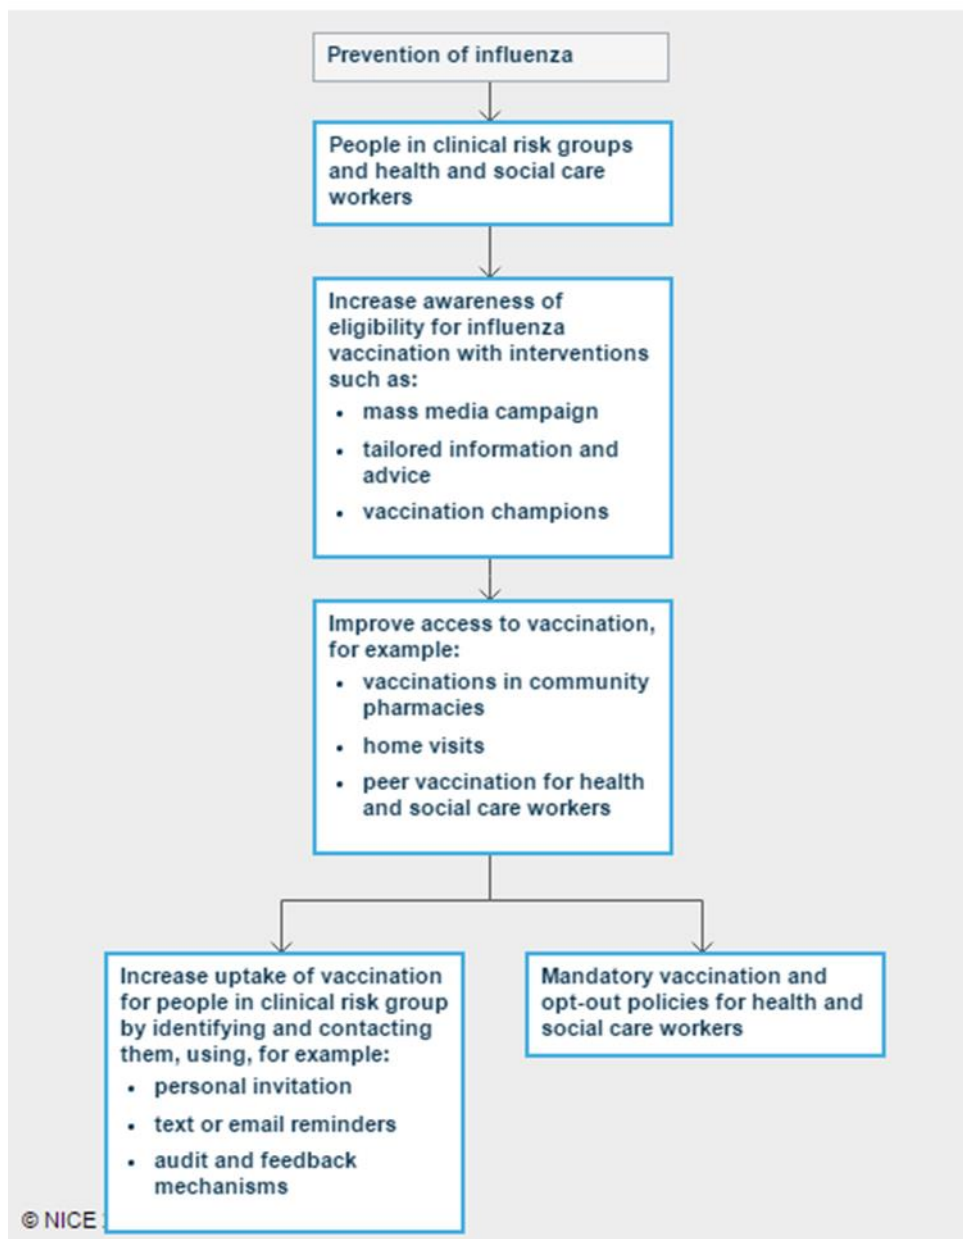 Prevention of influenza
People in clinical risk groups
and health and social care
workers
Increase awareness of
eligibility for influenza
vaccination with interventions
such as:
• mass media campaign
• tailored information and
advice
• vaccination champions
Improve access to vaccination,
for example:
• vaccinations in community
pharmacies
• home visits
• peer vaccination for health
and social care workers
Increase uptake of vaccination
for people in clinical risk group
by identifying and contacting
them, using, for example:
• personal invitation
• text or email reminders
• audit and feedback
mechanisms
Mandatory vaccination and
opt-out policies for health and
social care workers
© NICE